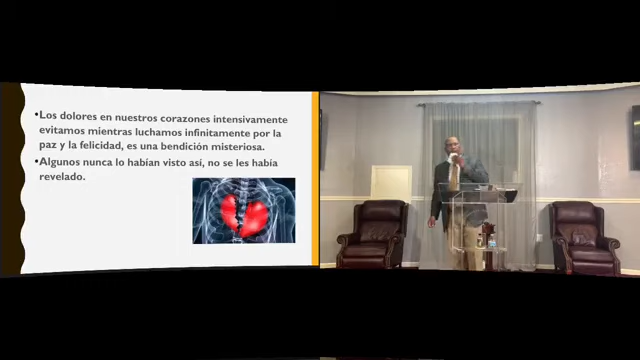 •Los dolores en nuestros corazones intensivamente
evitamos mientras luchamos infinitamente por la
paz y la felicidad, es una bendición misteriosa.
•Algunos nunca lo habían visto así, no se les había
revelado.